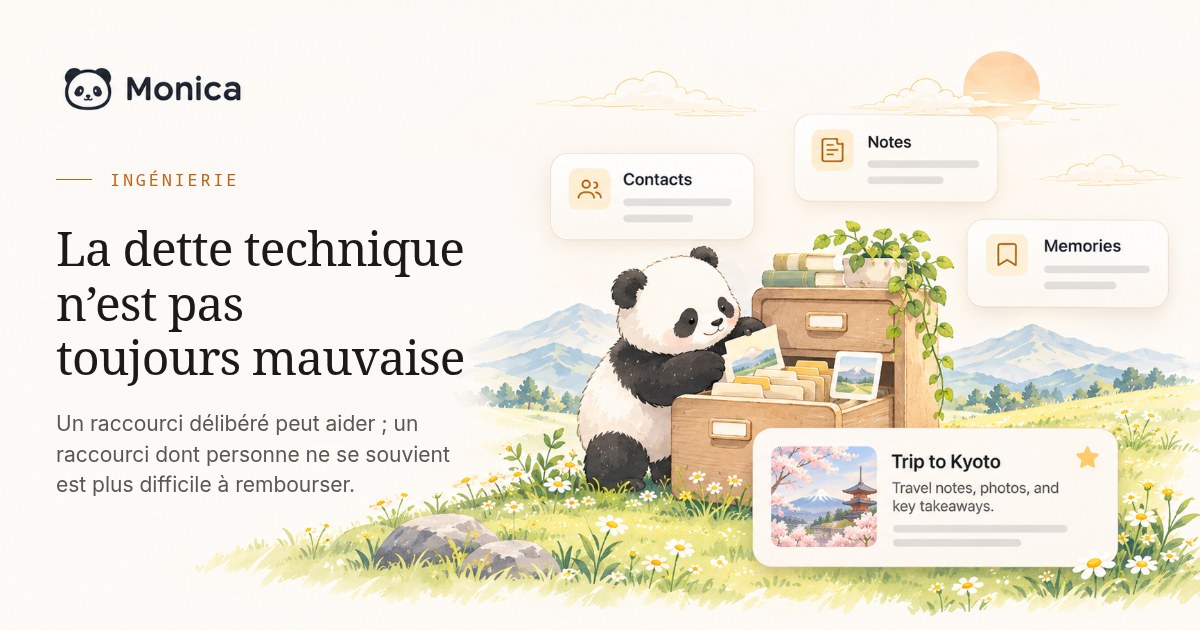 Monica
INGÉNIERIE
La dette technique
n’est pas
toujours mauvaise
Un raccourci délibéré peut aider ; un
raccourci dont personne ne se souvient
est plus difficile à rembourser.
Contacts
Notes
Memories
Trip to Kyoto
Travel notes, photos, and
key takeaways.